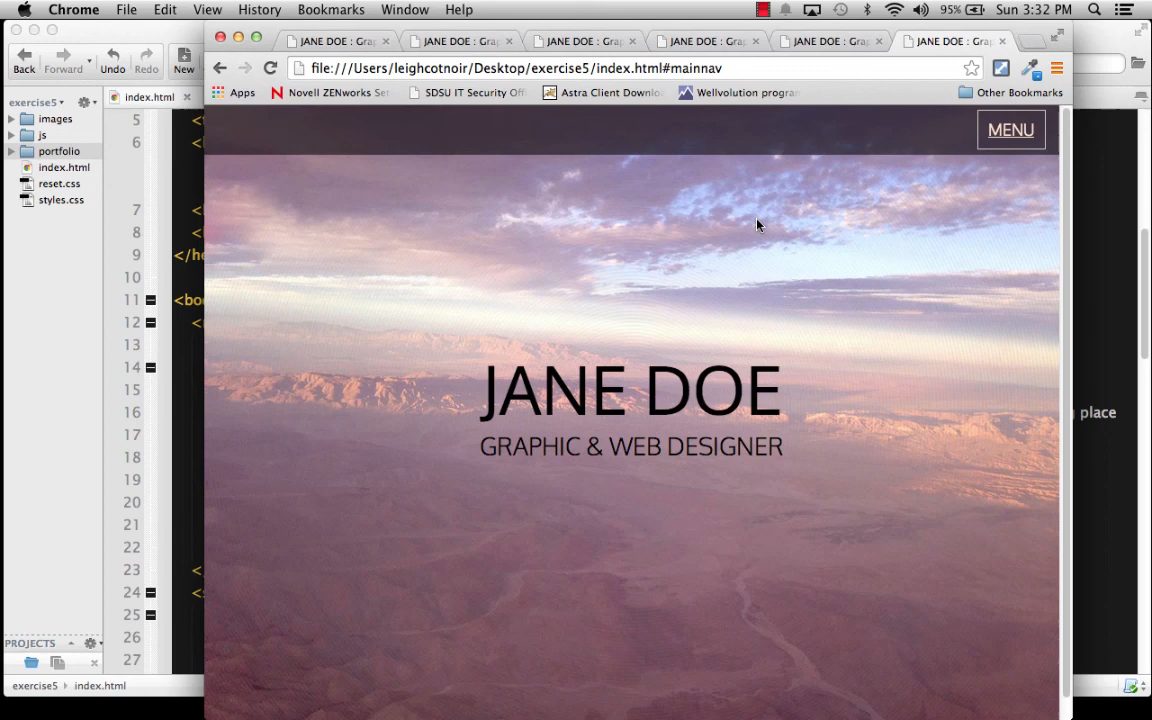 Chrome File Edit View History Bookmarks Window Help 95% Sun 3:32 PM
JANE DOE : Gra JANE DOE : Gra JANE DOE : Gra JANE DOE : Gra JANE DOE : Gra JANE DOE : Gra
Back Forward Undo Redo New
file:///Users/leighcotnoir/Desktop/exercise5/index.html#mainnav
Apps Novell ZENworks Set SDSU IT Security Off Astra Client Downlo Wellvolution program Other Bookmarks
exercise5 index.html
images
js
portfolio
index.html
reset.css
styles.css
5 <
6 <
7 <
8 <
9 </he
10
11 <bo
12 <
13
14
15
16
17
18
19
20
21
22
23 <
24 <
25
26
27
MENU
JANE DOE
GRAPHIC & WEB DESIGNER
place
PROJECTS
exercise5 index.html